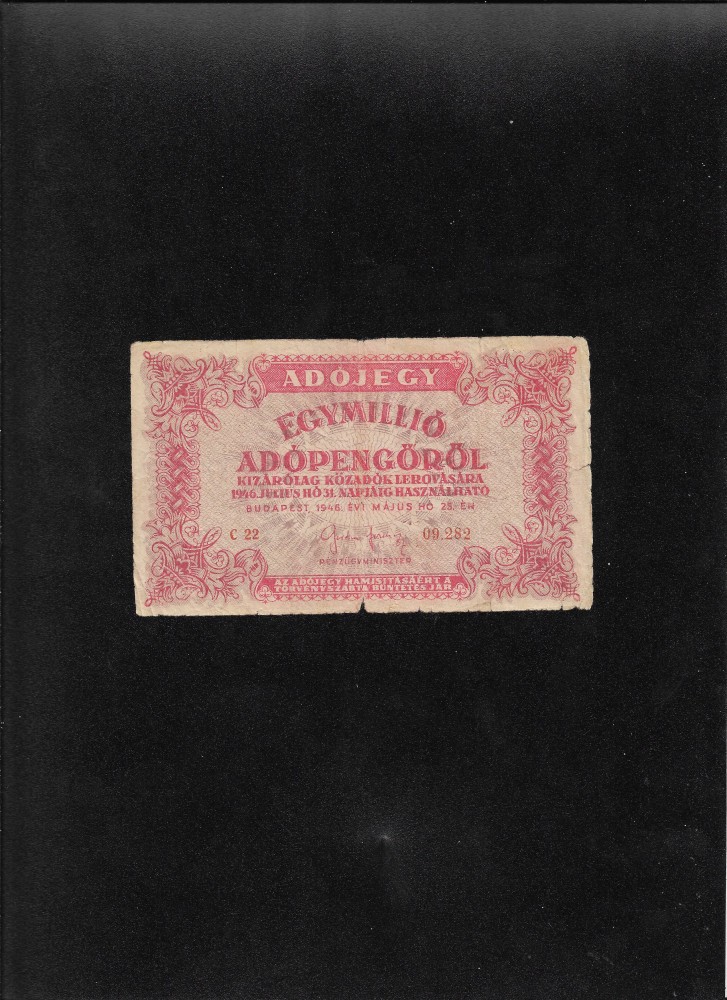 ADÓJEGY
EGYMILLIÓ
ADÓPENGŐRŐL
KIZÁRÓLAG KÖZADÓK LEROVÁSÁRA
1946. JÚLIUS HÓ 31. NAPJÁIG HASZNÁLHATÓ
BUDAPEST, 1946. ÉVI MÁJUS HÓ 25.-ÉN
C 22 09.282
PÉNZÜGYMINISZTER
AZ ADÓJEGY HAMISÍTÁSÁÉRT A
TÖRVÉNYSZABTA BÜNTETÉS JÁR